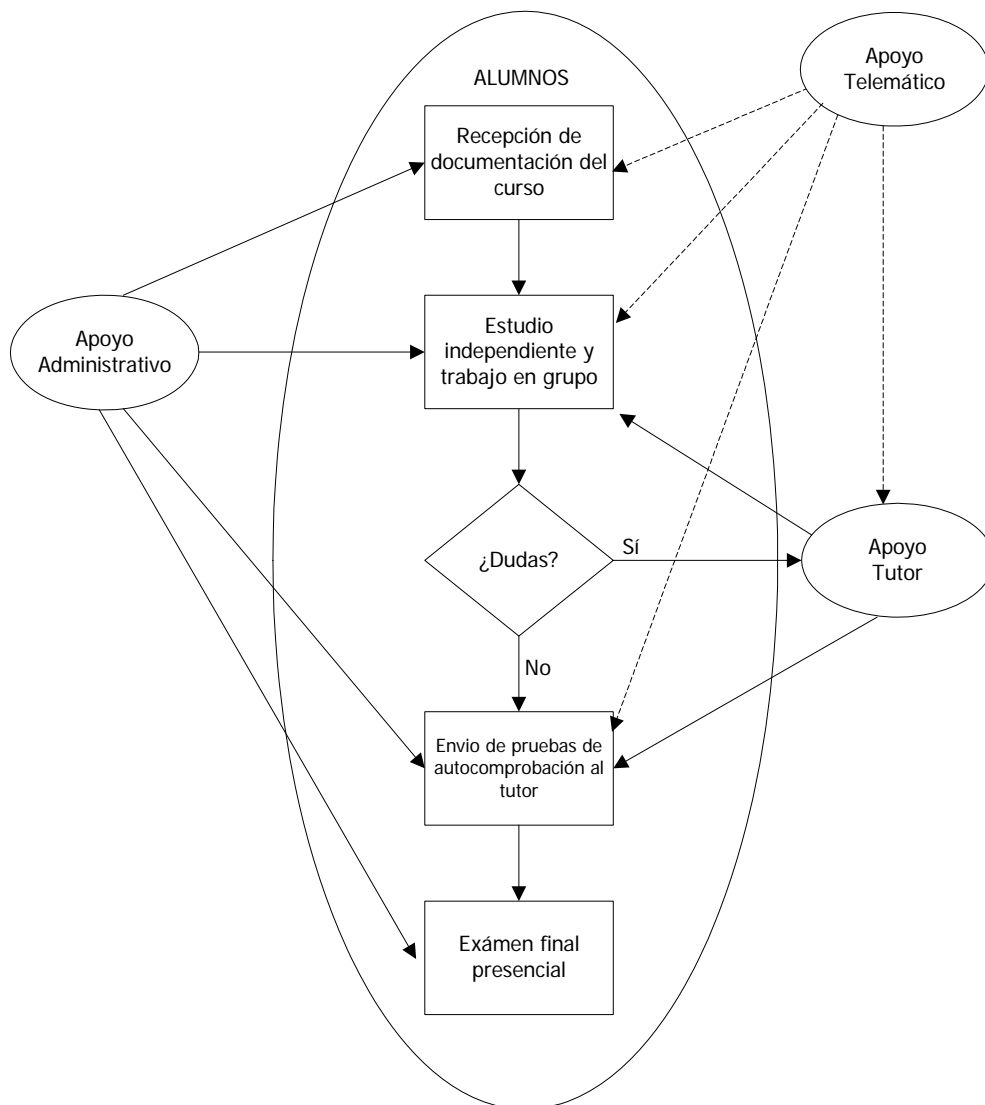 ALUMNOS
Apoyo
Telemático
Recepción de
documentación del
curso
Apoyo
Administrativo
Estudio
independiente y
trabajo en grupo
¿Dudas?
Sí
Apoyo
Tutor
No
Envio de pruebas de
autocomprobación al
tutor
Exámen final
presencial